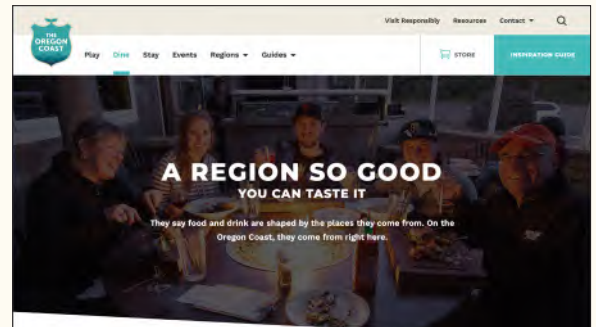 Visit Responsibly Resources Contact
THE
OREGON
COAST
Play Dine Stay Events Regions Guides
STORE
INSPIRATION GUIDE
A REGION SO GOOD
YOU CAN TASTE IT
They say food and drink are shaped by the places they come from. On the
Oregon Coast, they come from right here.